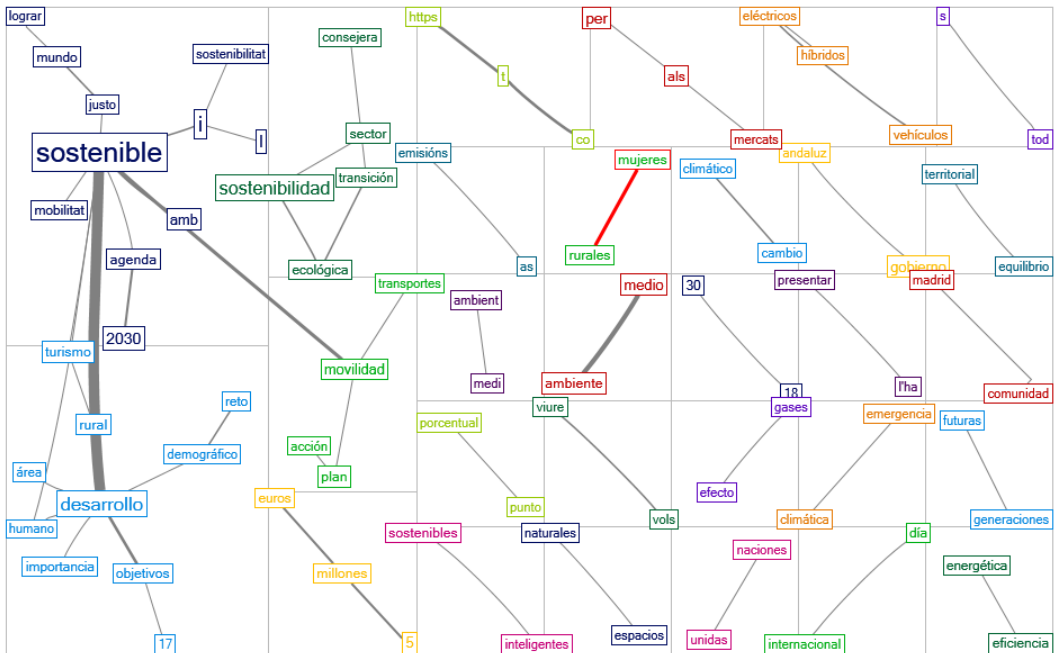 lograr
mundo
sostenibilitat
justo
i
l
sostenible
mobilitat
amb
agenda
2030
turismo
rural
reto
demográfico
área
desarrollo
humano
importancia
objetivos
17
consejera
sector
sostenibilidad
transición
ecológica
transportes
movilidad
acción
plan
euros
millones
5
https
t
co
per
als
mercats
eléctricos
híbridos
vehículos
s
tod
emisións
as
mujeres
rurales
climático
cambio
andaluz
gobierno
territorial
equilibrio
ambient
medi
medio
ambiente
30
18
presentar
l'ha
madrid
comunidad
porcentual
punto
viure
vols
gases
efecto
emergencia
climática
futuras
generaciones
sostenibles
inteligentes
naturales
espacios
naciones
unidas
día
internacional
energética
eficiencia